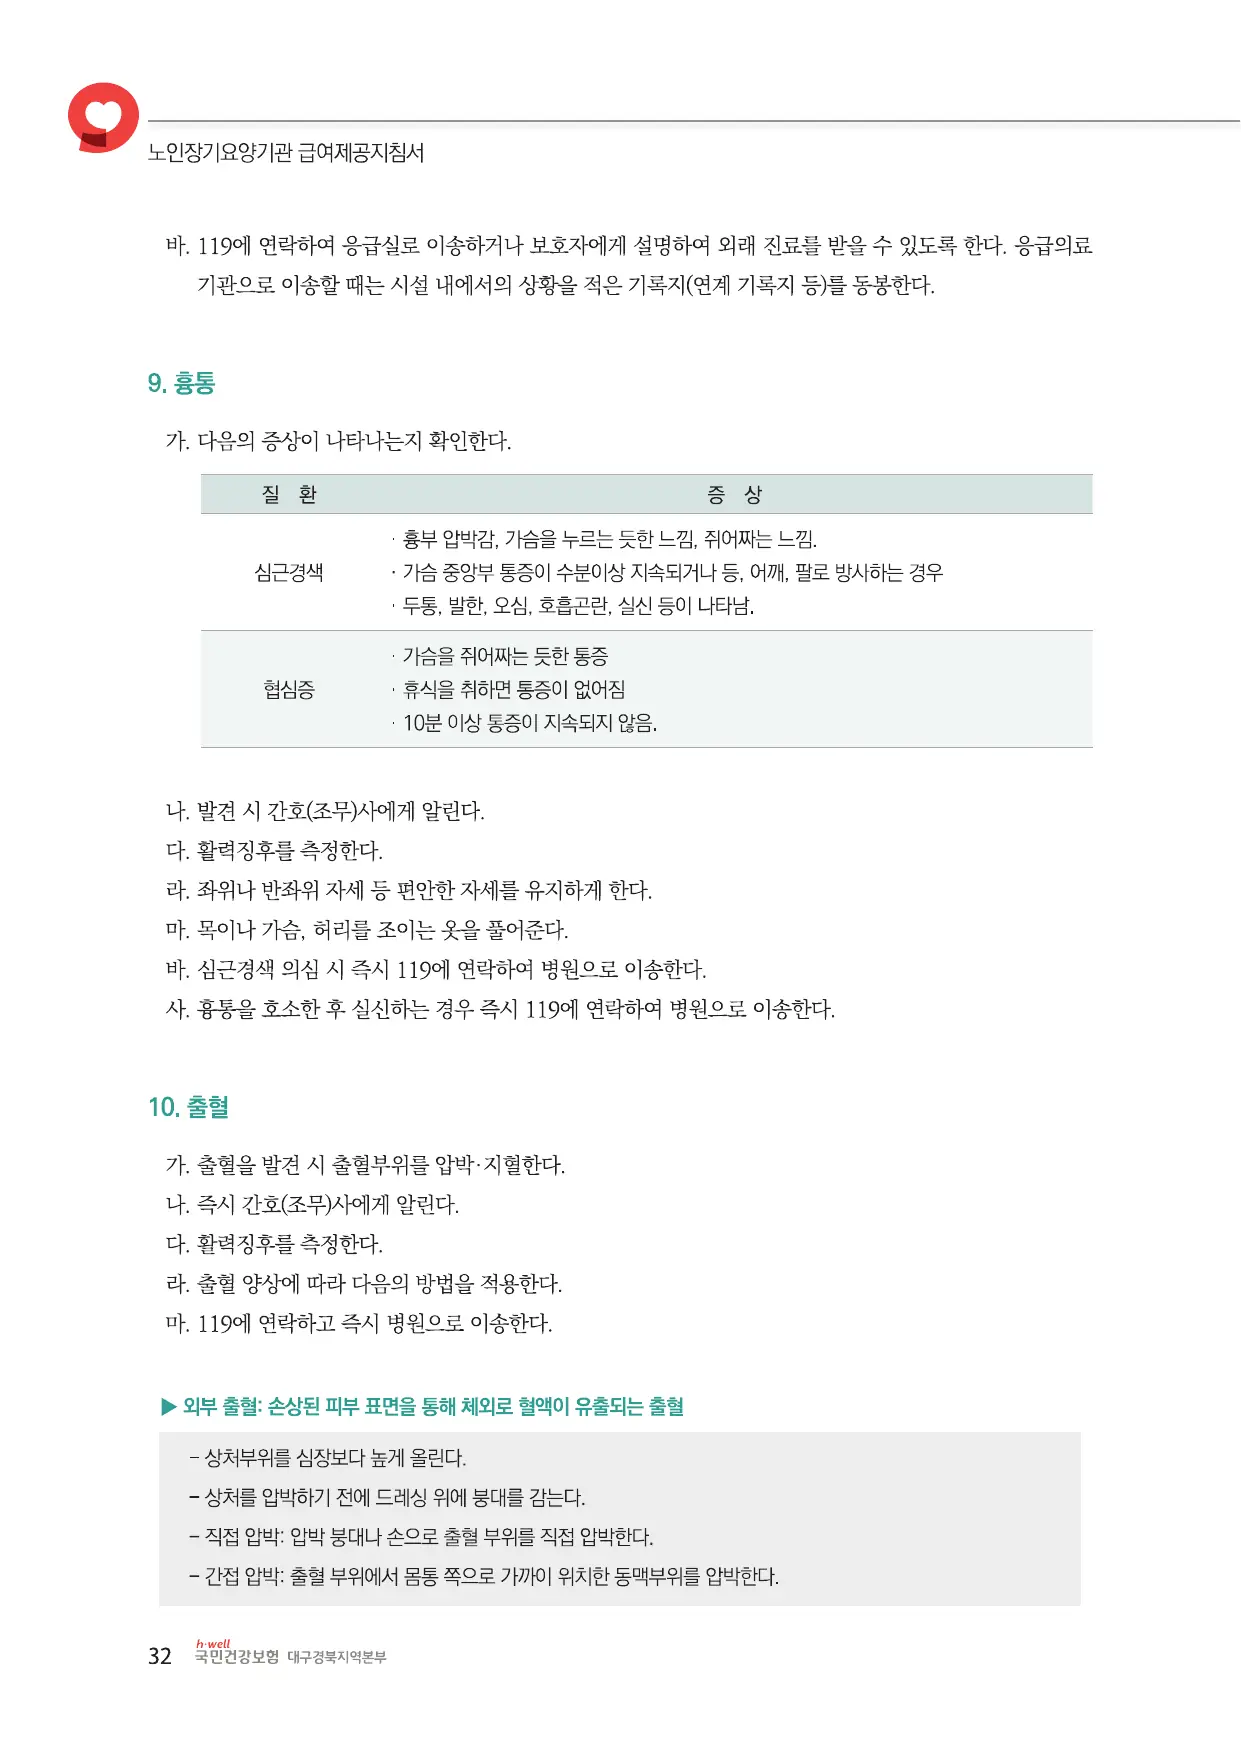 노인장기요양기관 급여제공지침서
바. 119에 연락하여 응급실로 이송하거나 보호자에게 설명하여 외래 진료를 받을 수 있도록 한다. 응급의료
기관으로 이송할 때는 시설 내에서의 상황을 적은 기록지(연계 기록지 등)를 동봉한다.
9. 흉통
가. 다음의 증상이 나타나는지 확인한다.
질 환 증 상
· 흉부 압박감, 가슴을 누르는 듯한 느낌, 쥐어짜는 느낌.
심근경색 · 가슴 중앙부 통증이 수분이상 지속되거나 등, 어깨, 팔로 방사하는 경우
· 두통, 발한, 오심, 호흡곤란, 실신 등이 나타남.
· 가슴을 쥐어짜는 듯한 통증
협심증 · 휴식을 취하면 통증이 없어짐
· 10분 이상 통증이 지속되지 않음.
나. 발견 시 간호(조무)사에게 알린다.
다. 활력징후를 측정한다.
라. 좌위나 반좌위 자세 등 편안한 자세를 유지하게 한다.
마. 목이나 가슴, 허리를 조이는 옷을 풀어준다.
바. 심근경색 의심 시 즉시 119에 연락하여 병원으로 이송한다.
사. 흉통을 호소한 후 실신하는 경우 즉시 119에 연락하여 병원으로 이송한다.
10. 출혈
가. 출혈을 발견 시 출혈부위를 압박·지혈한다.
나. 즉시 간호(조무)사에게 알린다.
다. 활력징후를 측정한다.
라. 출혈 양상에 따라 다음의 방법을 적용한다.
마. 119에 연락하고 즉시 병원으로 이송한다.
▶ 외부 출혈: 손상된 피부 표면을 통해 체외로 혈액이 유출되는 출혈
- 상처부위를 심장보다 높게 올린다.
- 상처를 압박하기 전에 드레싱 위에 붕대를 감는다.
- 직접 압박: 압박 붕대나 손으로 출혈 부위를 직접 압박한다.
- 간접 압박: 출혈 부위에서 몸통 쪽으로 가까이 위치한 동맥부위를 압박한다.
h·well
32 국민건강보험 대구경북지역본부